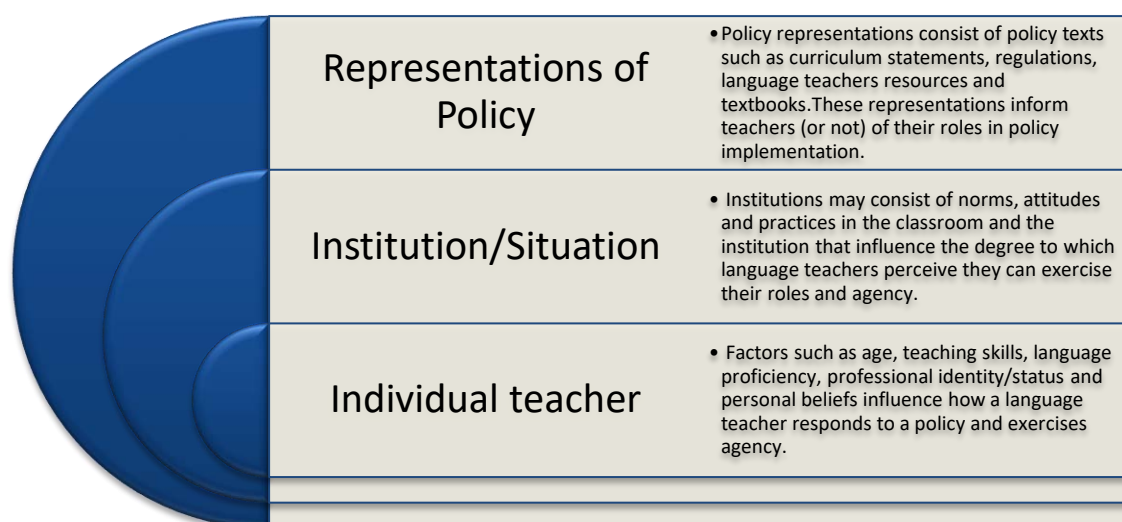 Representations of
Policy
•Policy representations consist of policy texts
such as curriculum statements, regulations,
language teachers resources and
textbooks.These representations inform
teachers (or not) of their roles in policy
implementation.
Institution/Situation
• Institutions may consist of norms, attitudes
and practices in the classroom and the
institution that influence the degree to which
language teachers perceive they can exercise
their roles and agency.
Individual teacher
• Factors such as age, teaching skills, language
proficiency, professional identity/status and
personal beliefs influence how a language
teacher responds to a policy and exercises
agency.